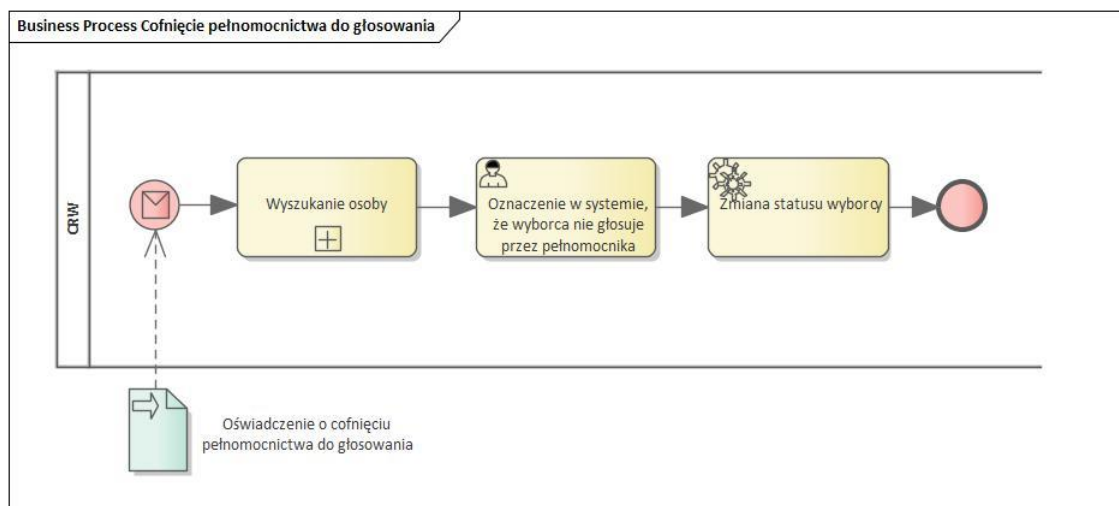 Business Process Cofnięcie pełnomocnictwa do głosowania
CRW
Wyszukanie osoby
Oznaczenie w systemie,
że wyborca nie głosuje
przez pełnomocnika
Zmiana statusu wyborcy
Oświadczenie o cofnięciu
pełnomocnictwa do głosowania